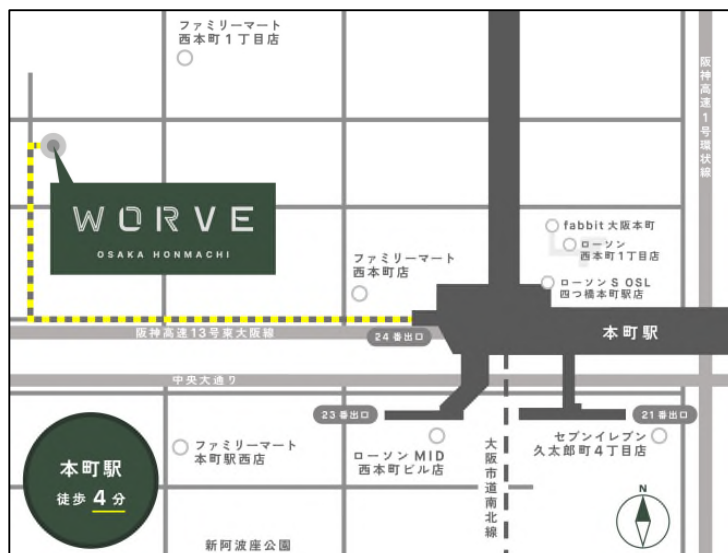 ファミリーマート
西本町1丁目店
阪神高速1号環状線
WORVE
OSAKA HONMACHI
fabbit 大阪本町
ローソン
西本町1丁目店
ファミリーマート
西本町店
ローソンS OSL
四つ橋本町駅店
阪神高速13号東大阪線
24番出口
本町駅
中央大通り
23番出口
21番出口
本町駅
徒歩 4 分
ファミリーマート
本町駅西店
ローソン MID
西本町ビル店
大阪市道南北線
セブンイレブン
久太郎町4丁目店
N
新阿波座公園